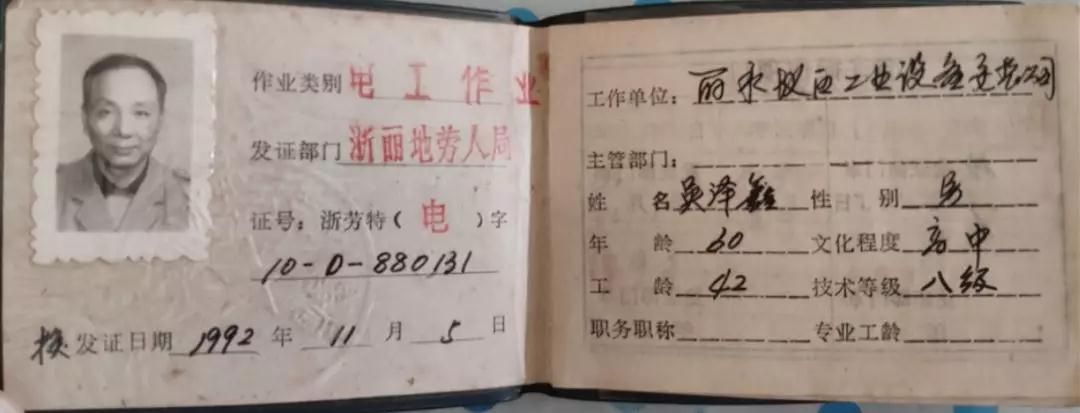 作业类别 电工作业
发证部门 浙丽地劳人局
证号：浙劳特（电）字
10-D-880131
换发证日期 1992 年 11 月 5 日
工作单位：丽水地区工业设备安装公司
主管部门：
姓 名 吴泽鑫 性 别 男
年 龄 60 文化程度 高中
工 龄 42 技术等级 八级
职务职称 专业工龄